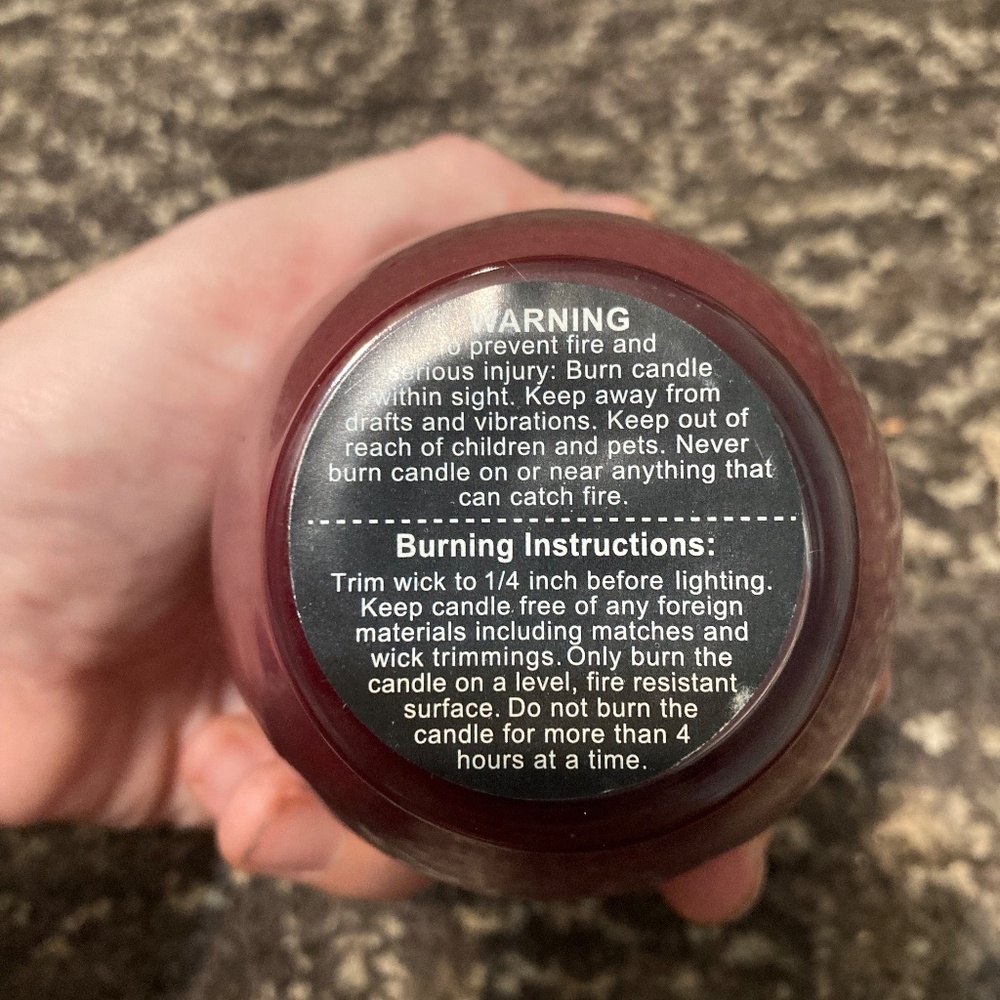 WARNING
To prevent fire and
serious injury: Burn candle
within sight. Keep away from
drafts and vibrations. Keep out of
reach of children and pets. Never
burn candle on or near anything that
can catch fire.
Burning Instructions:
Trim wick to 1/4 inch before lighting.
Keep candle free of any foreign
materials including matches and
wick trimmings. Only burn the
candle on a level, fire resistant
surface. Do not burn the
candle for more than 4
hours at a time.